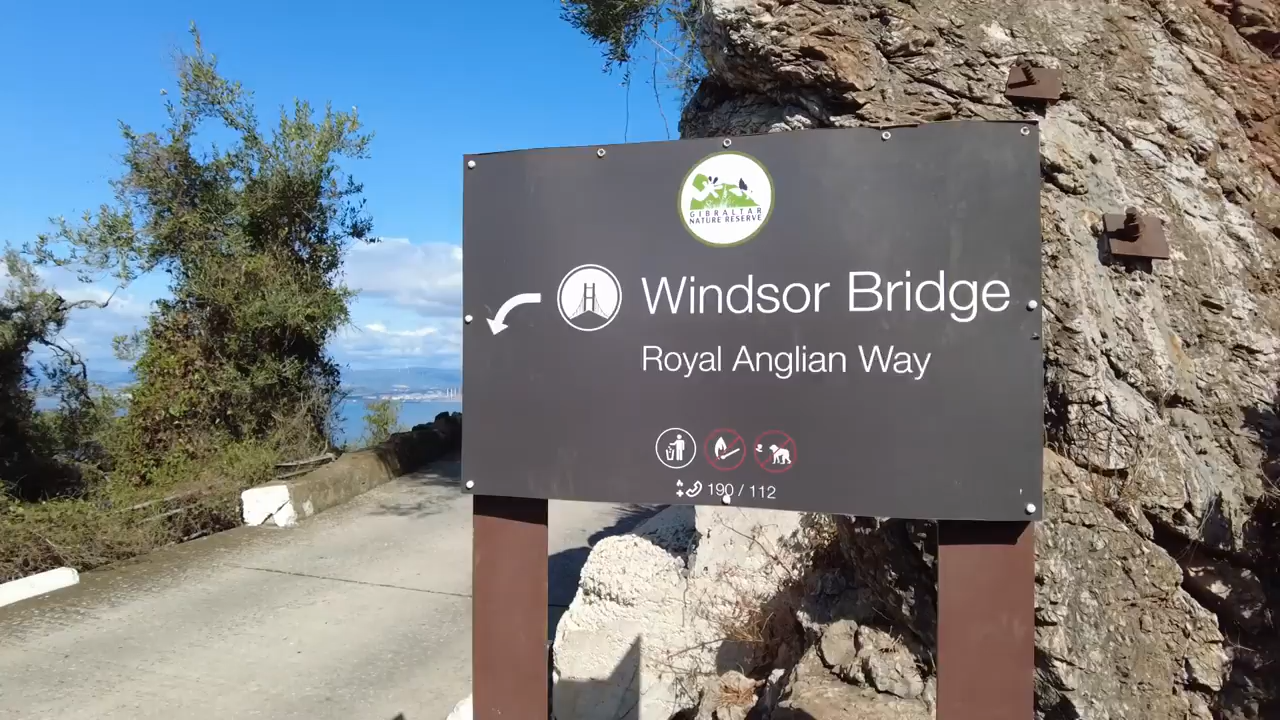 GIBRALTAR
NATURE RESERVE
Windsor Bridge
Royal Anglian Way
190 / 112